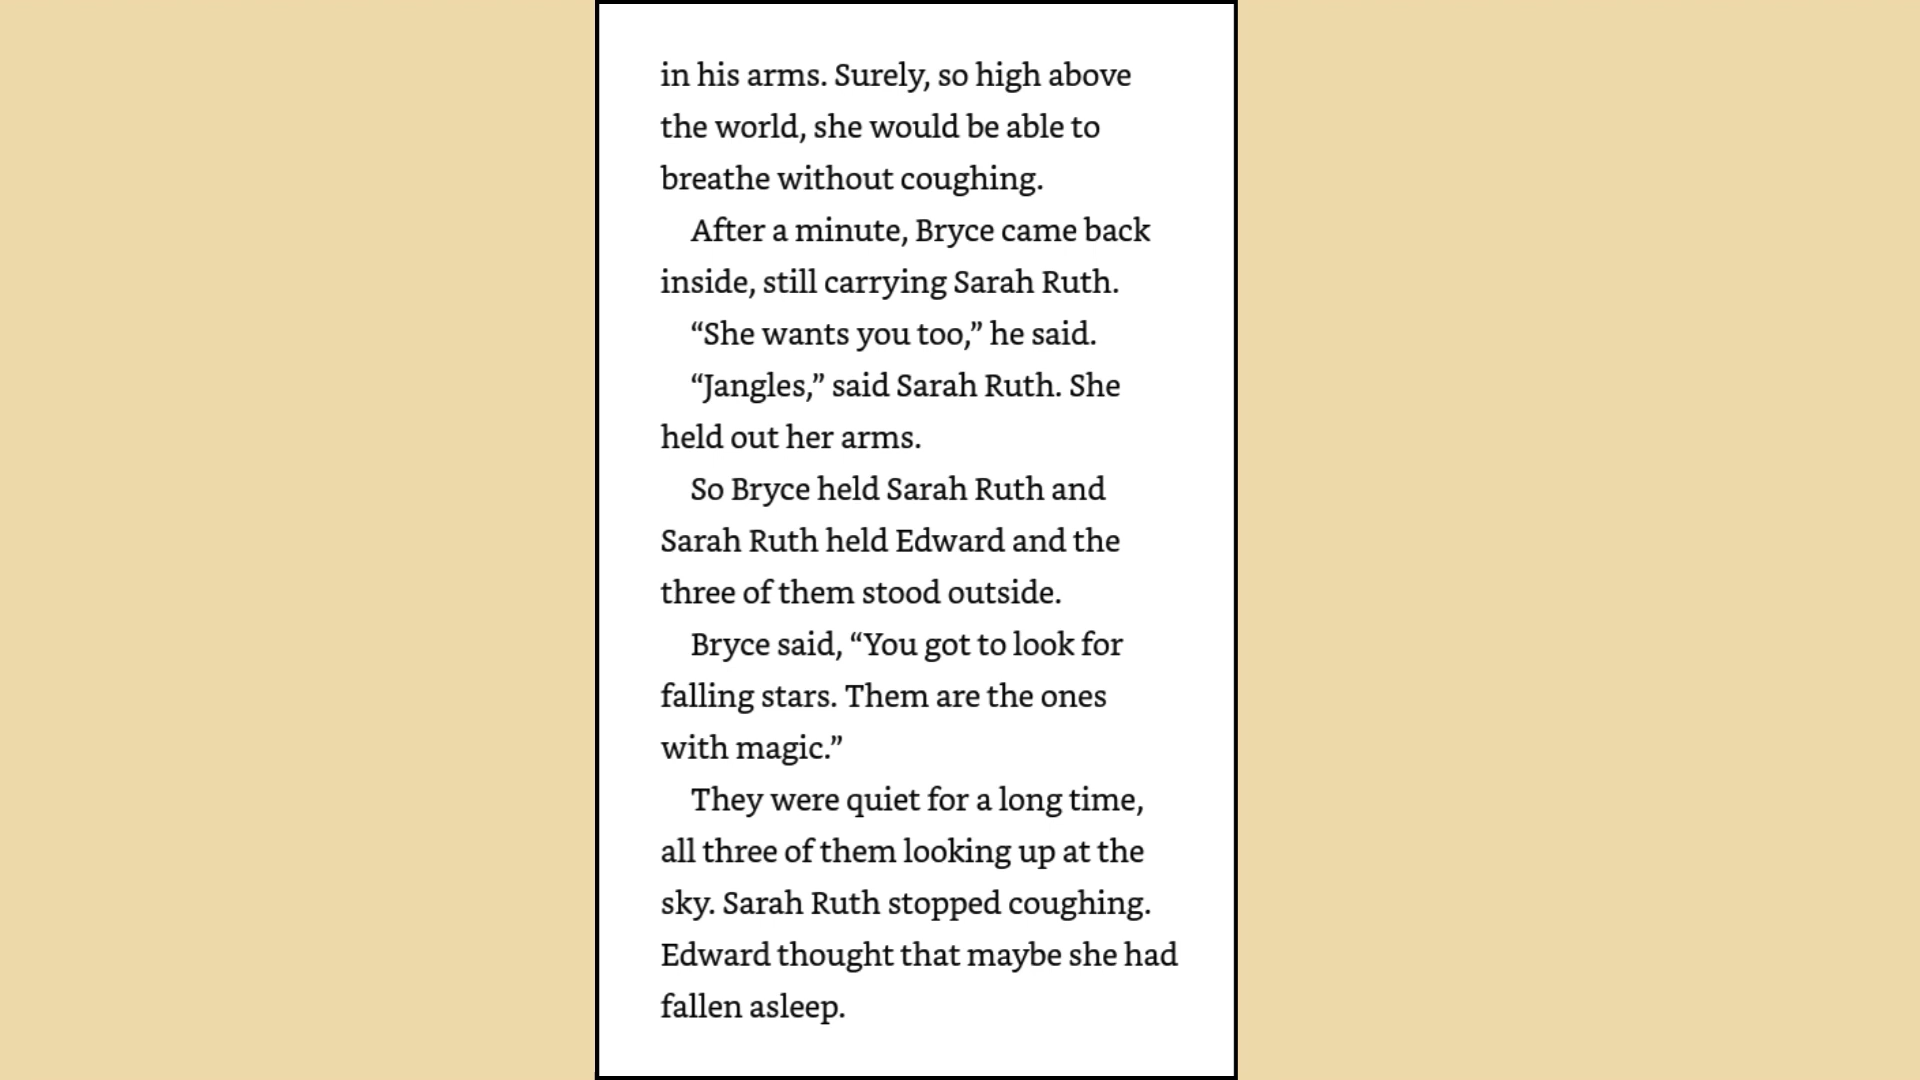 in his arms. Surely, so high above
the world, she would be able to
breathe without coughing.
After a minute, Bryce came back
inside, still carrying Sarah Ruth.
“She wants you too,” he said.
“Jangles,” said Sarah Ruth. She
held out her arms.
So Bryce held Sarah Ruth and
Sarah Ruth held Edward and the
three of them stood outside.
Bryce said, “You got to look for
falling stars. Them are the ones
with magic.”
They were quiet for a long time,
all three of them looking up at the
sky. Sarah Ruth stopped coughing.
Edward thought that maybe she had
fallen asleep.